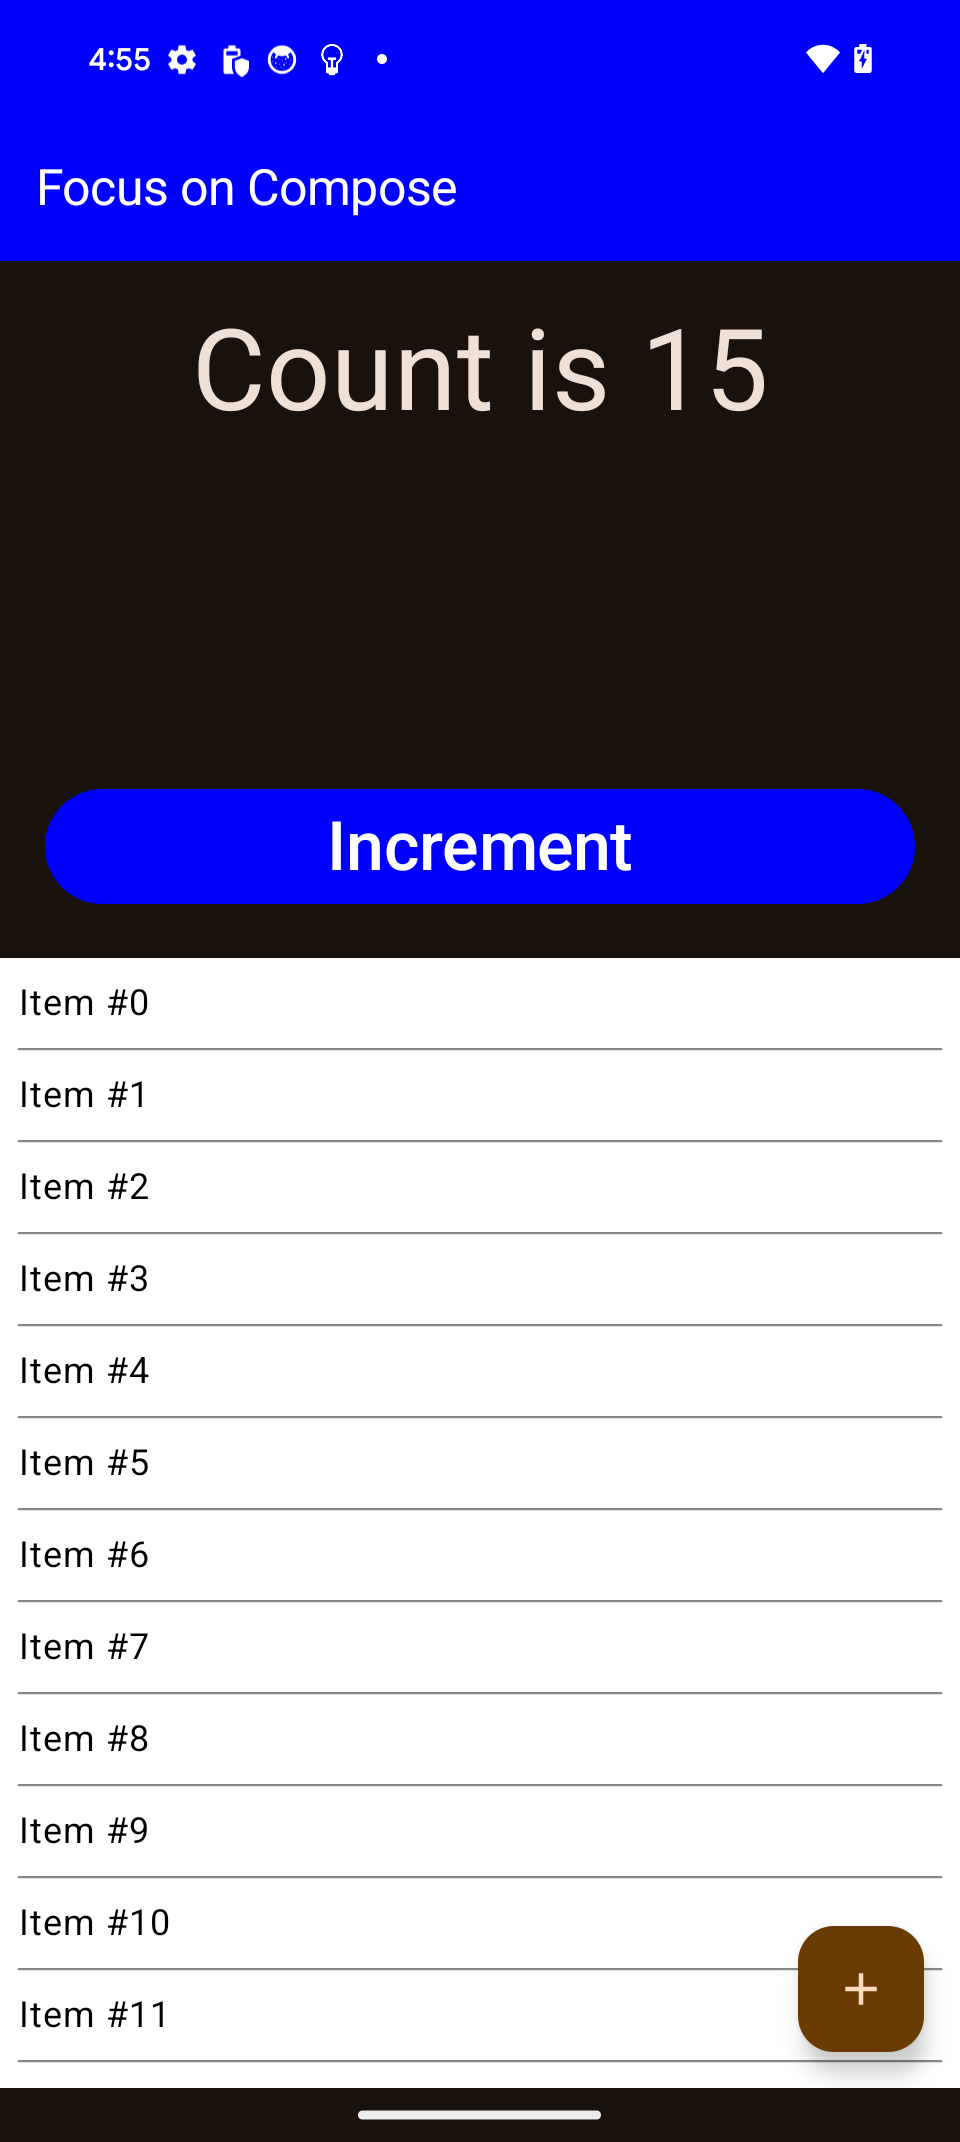 4:55
Focus on Compose
Count is 15
Increment
Item #0
Item #1
Item #2
Item #3
Item #4
Item #5
Item #6
Item #7
Item #8
Item #9
Item #10
Item #11
+